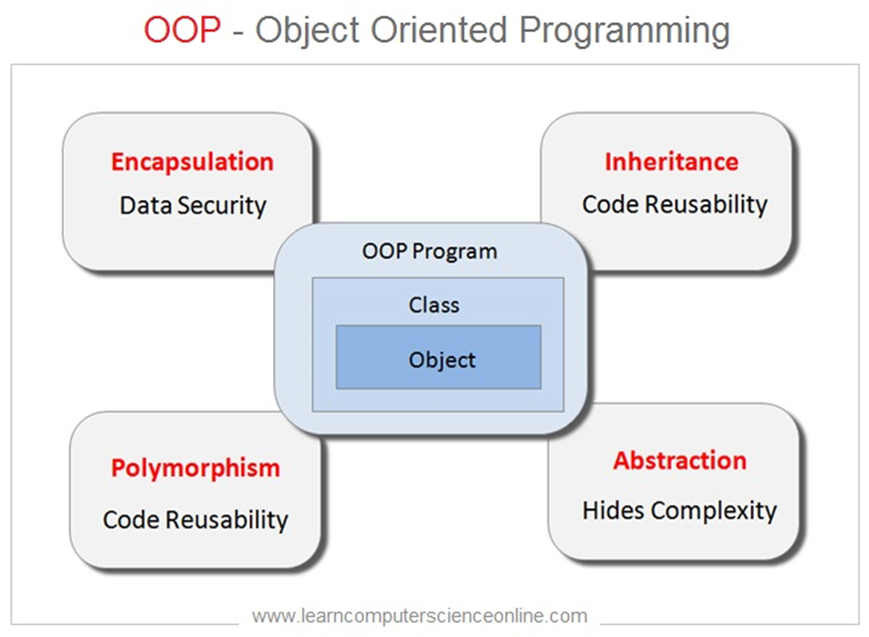 OOP - Object Oriented Programming
Encapsulation
Data Security
Inheritance
Code Reusability
OOP Program
Class
Object
Polymorphism
Code Reusability
Abstraction
Hides Complexity
www.learncomputerscienceonline.com